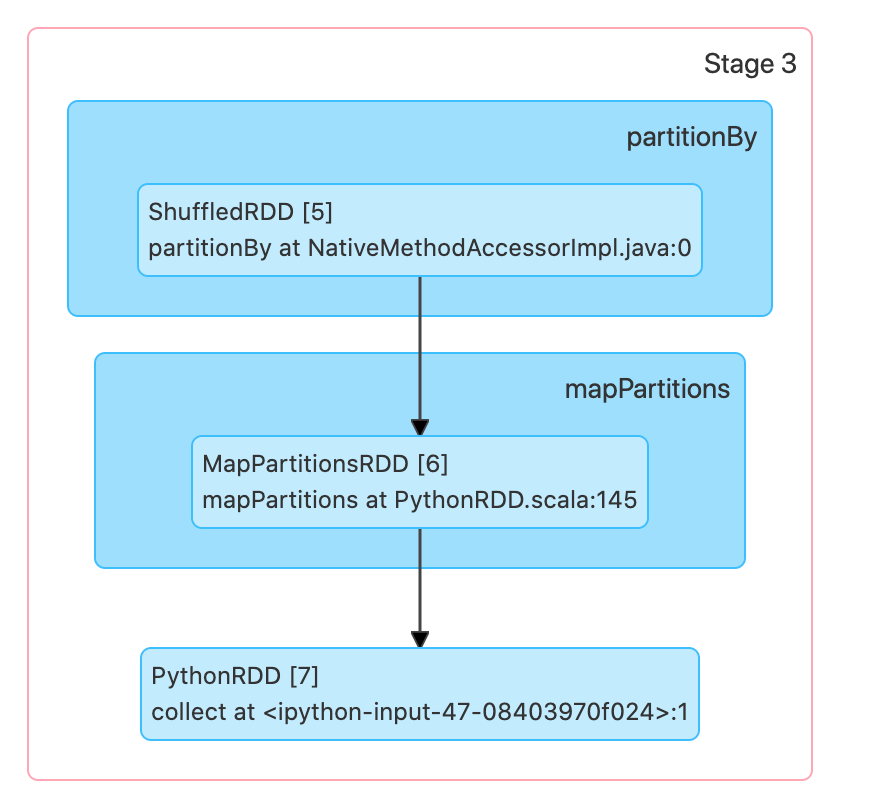 Stage 3
partitionBy
ShuffledRDD [5]
partitionBy at NativeMethodAccessorImpl.java:0
mapPartitions
MapPartitionsRDD [6]
mapPartitions at PythonRDD.scala:145
PythonRDD [7]
collect at <ipython-input-47-08403970f024>:1